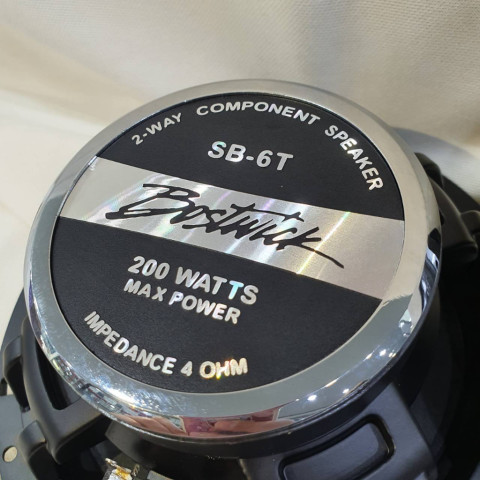 2-WAY COMPONENT SPEAKER
SB-6T
Bostwick
200 WATTS
MAX POWER
IMPEDANCE 4 OHM